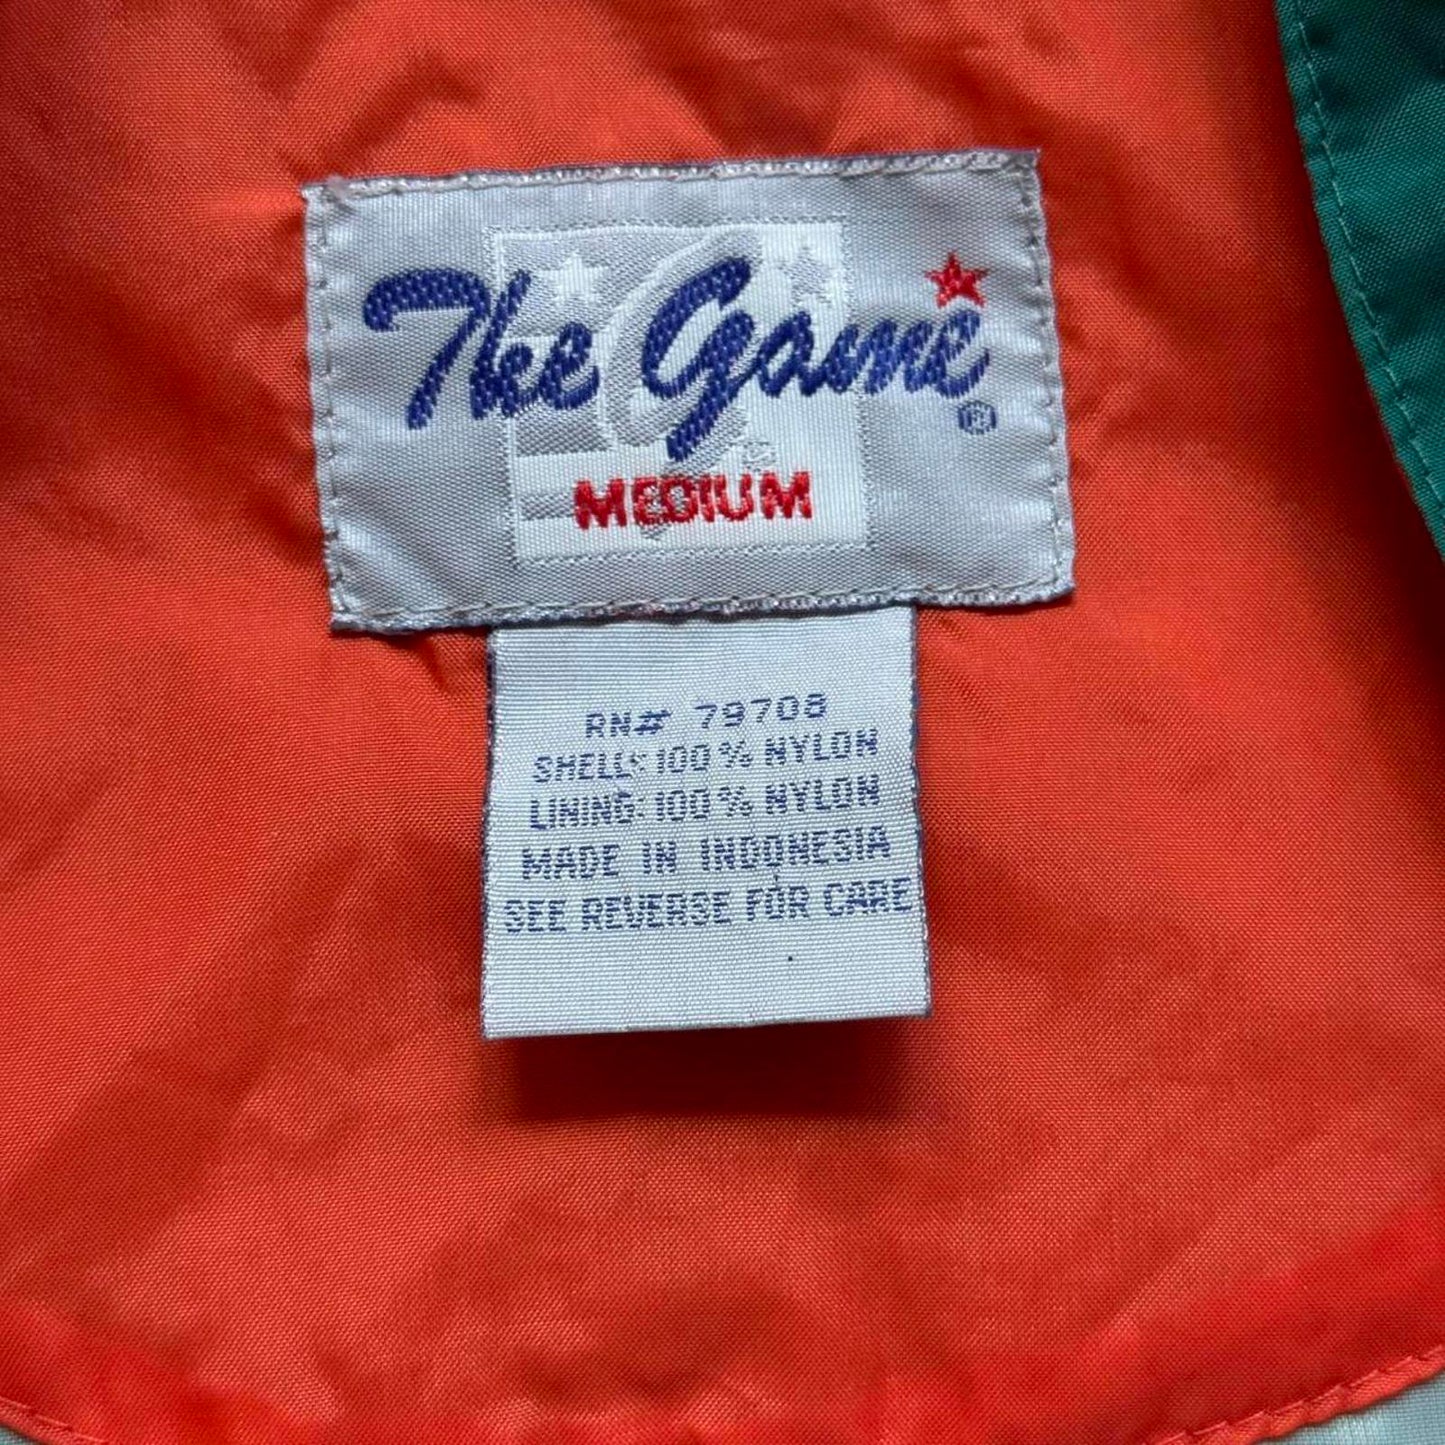 The Game®
MEDIUM
RN# 79708
SHELL: 100% NYLON
LINING: 100% NYLON
MADE IN INDONESIA
SEE REVERSE FOR CARE